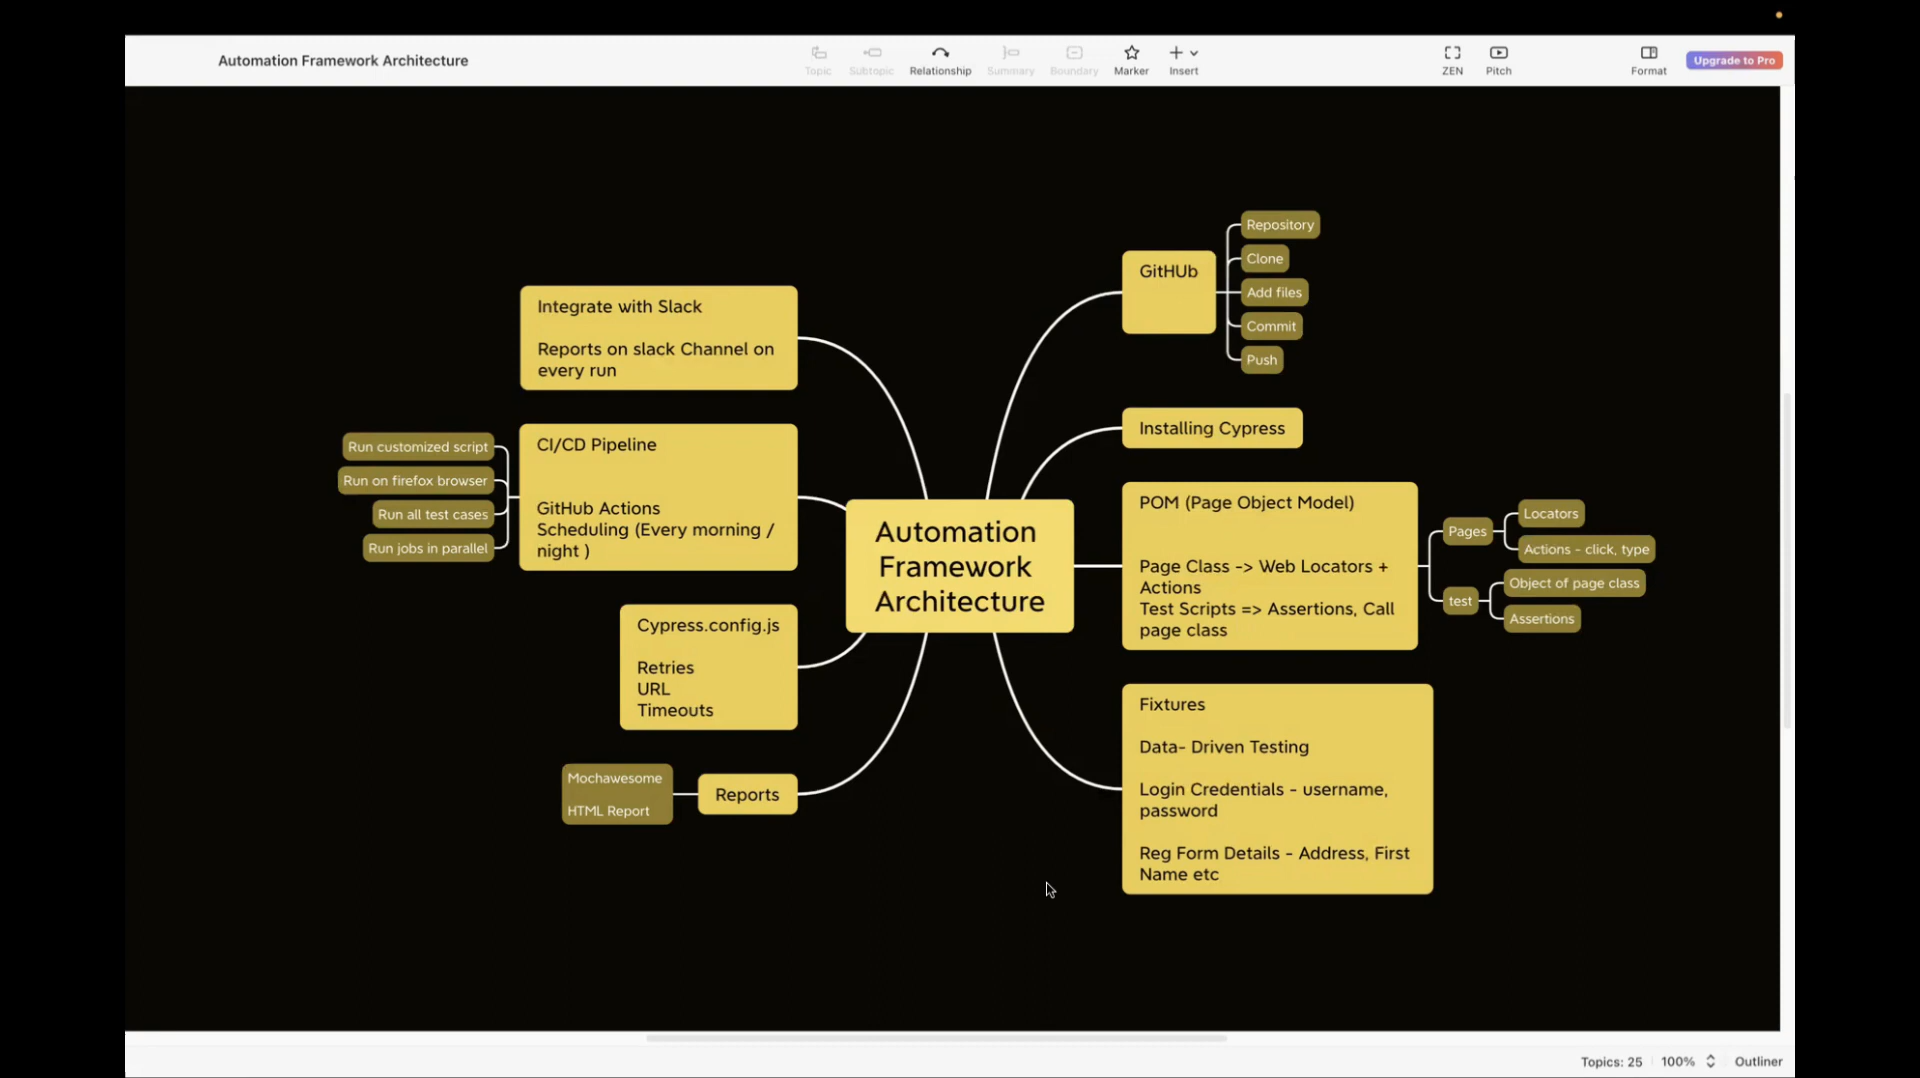 Automation Framework Architecture
Topic
Subtopic
Relationship
Summary
Boundary
Marker
Insert
ZEN
Pitch
Format
Upgrade to Pro
Integrate with Slack
Reports on slack Channel on
every run
CI/CD Pipeline
GitHub Actions
Scheduling (Every morning /
night )
Run customized script
Run on firefox browser
Run all test cases
Run jobs in parallel
Cypress.config.js
Retries
URL
Timeouts
Reports
Mochawesome
HTML Report
Automation
Framework
Architecture
GitHUb
Repository
Clone
Add files
Commit
Push
Installing Cypress
POM (Page Object Model)
Page Class -> Web Locators +
Actions
Test Scripts => Assertions, Call
page class
Pages
Locators
Actions - click, type
test
Object of page class
Assertions
Fixtures
Data- Driven Testing
Login Credentials - username,
password
Reg Form Details - Address, First
Name etc
Topics: 25
100%
Outliner